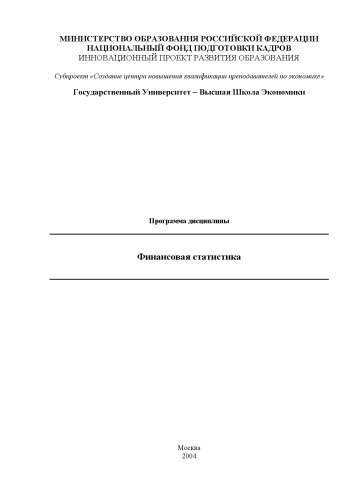 МИНИСТЕРСТВО ОБРАЗОВАНИЯ РОССИЙСКОЙ ФЕДЕРАЦИИ
НАЦИОНАЛЬНЫЙ ФОНД ПОДГОТОВКИ КАДРОВ
ИННОВАЦИОННЫЙ ПРОЕКТ РАЗВИТИЯ ОБРАЗОВАНИЯ
Субпроект «Создание центра повышения квалификации преподавателей по экономике»
Государственный Университет – Высшая Школа Экономики
Программа дисциплины
Финансовая статистика
Москва
2004